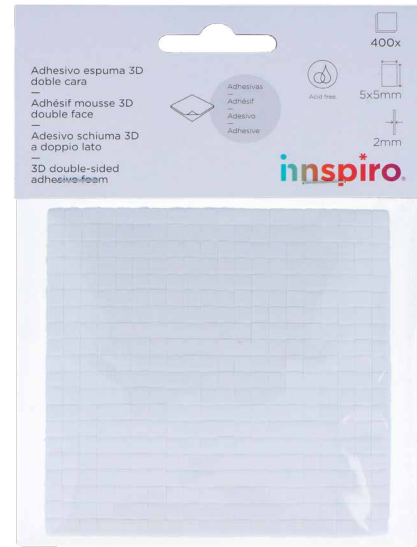 Adhesivo espuma 3D
doble cara
—
Adhésif mousse 3D
double face
—
Adesivo schiuma 3D
a doppio lato
—
3D double-sided
adhesive foam
Adhesivas
—
Adhésif
—
Adesivo
—
Adhesive
Acid free
400x
5x5mm
2mm
innspiro.